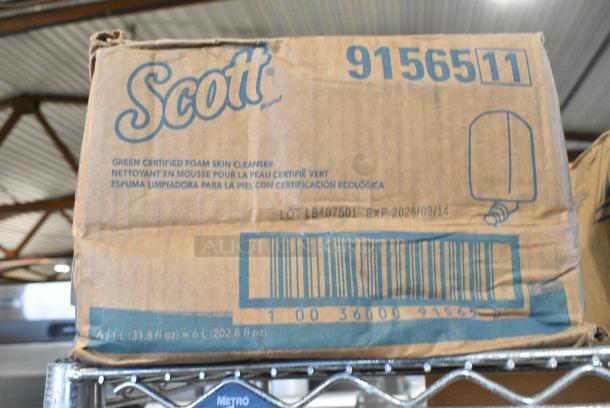 Scott®
Brand
91565 11
GREEN CERTIFIED FOAM SKIN CLEANSER
NETTOYANT EN MOUSSE POUR LA PEAU CERTIFIÉ VERT
ESPUMA LIMPIADORA PARA LA PIEL CON CERTIFICACIÓN ECOLÓGICA
LOT LB407501 EXP 2026/03/14
AUCTION GROUP
1 00 36000 91565
6/1 L (33.8 fl oz) = 6 L (202.8 fl oz)
METRO